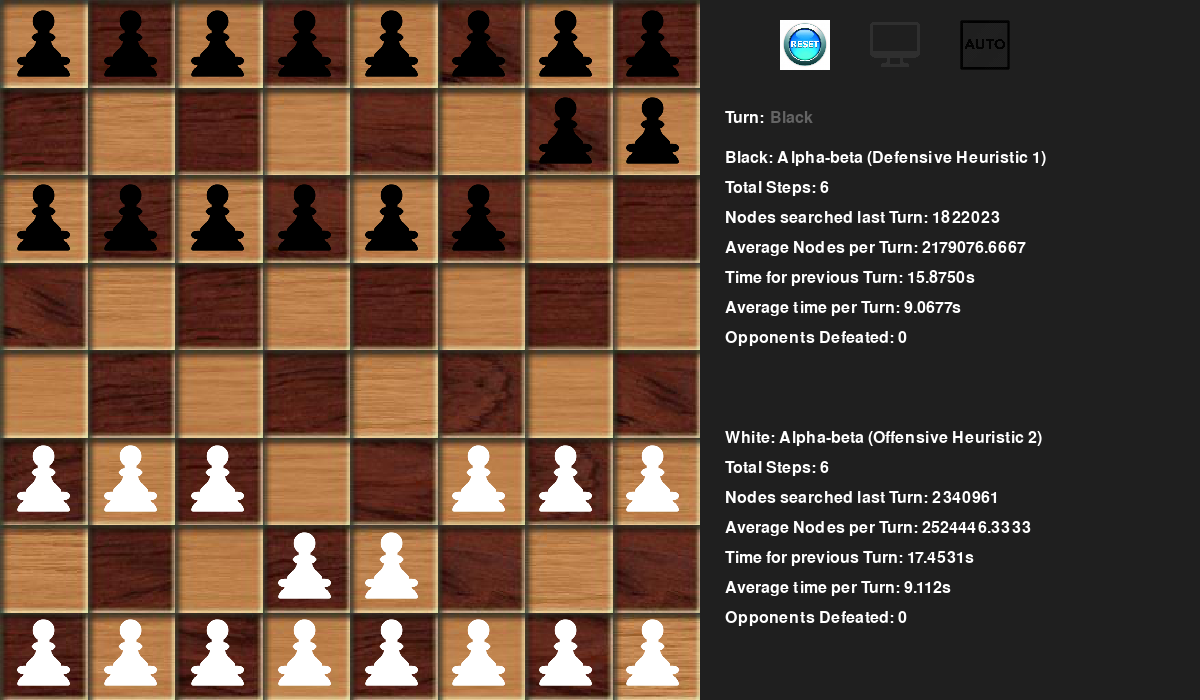 RESET
AUTO
Turn: Black
Black: Alpha-beta (Defensive Heuristic 1)
Total Steps: 6
Nodes searched last Turn: 1822023
Average Nodes per Turn: 2179076.6667
Time for previous Turn: 15.8750s
Average time per Turn: 9.0677s
Opponents Defeated: 0
White: Alpha-beta (Offensive Heuristic 2)
Total Steps: 6
Nodes searched last Turn: 2340961
Average Nodes per Turn: 2524446.3333
Time for previous Turn: 17.4531s
Average time per Turn: 9.112s
Opponents Defeated: 0